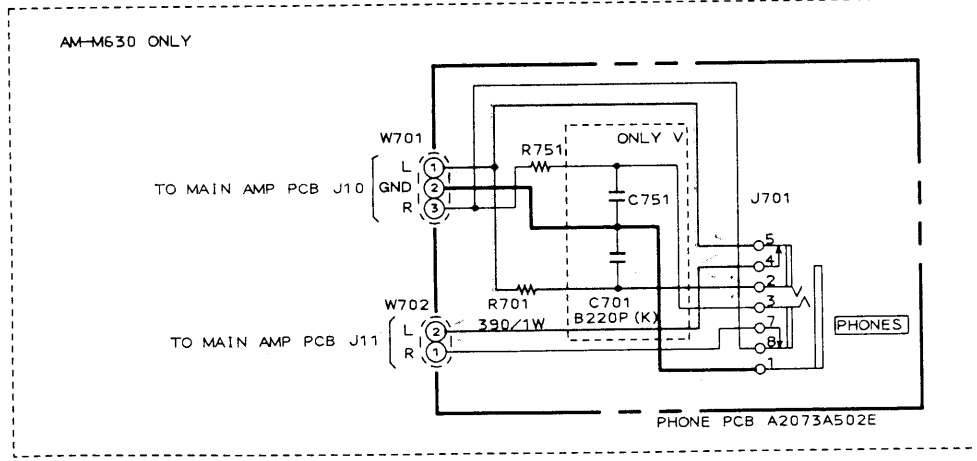 AM-M630 ONLY
W701
R751
ONLY V
L 1
TO MAIN AMP PCB J10 GND 2
R 3
C751
J701
5
4
2
3
7
8
1
W702
R701
C701
390/1W
B220P (K)
L 2
TO MAIN AMP PCB J11
R 1
PHONES
PHONE PCB A2073A502E